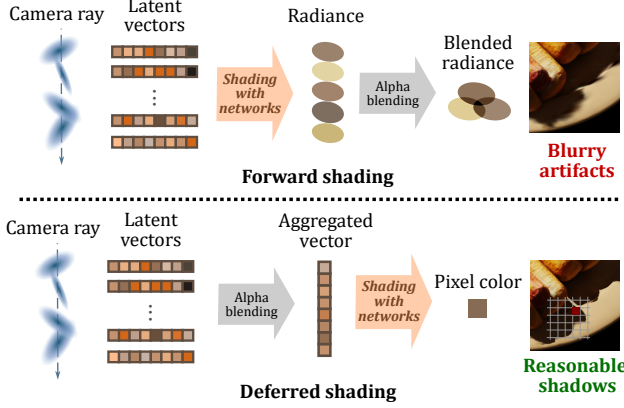 Camera ray
Latent
vectors
Shading
with
networks
Radiance
Alpha
blending
Blended
radiance
Blurry
artifacts
Forward shading
Camera ray
Latent
vectors
Alpha
blending
Aggregated
vector
Shading
with
networks
Pixel color
Reasonable
shadows
Deferred shading